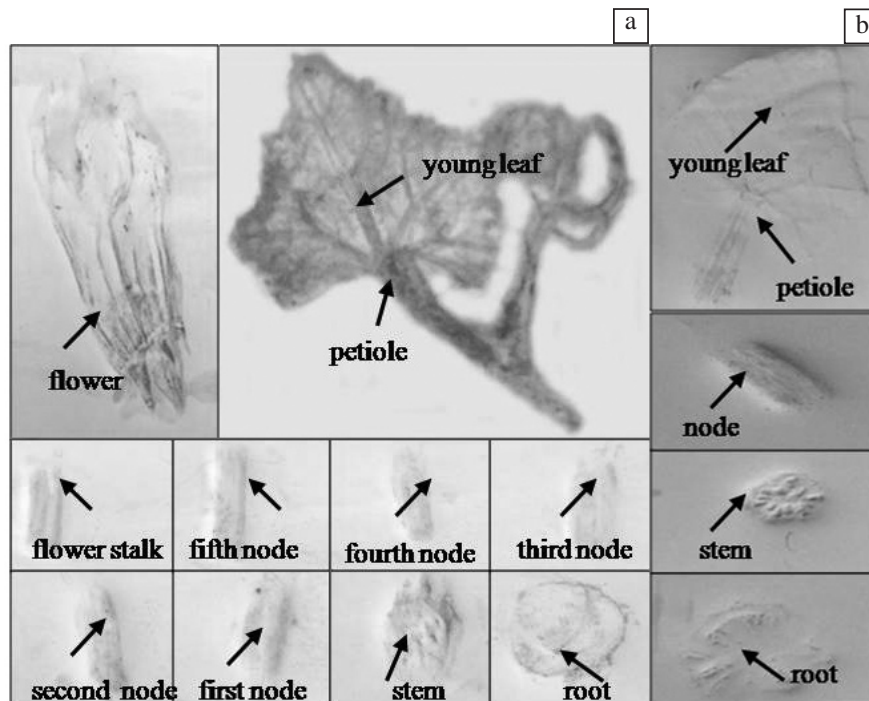 a
b
flower
young leaf
petiole
young leaf
petiole
node
stem
root
flower stalk
fifth node
fourth node
third node
second node
first node
stem
root